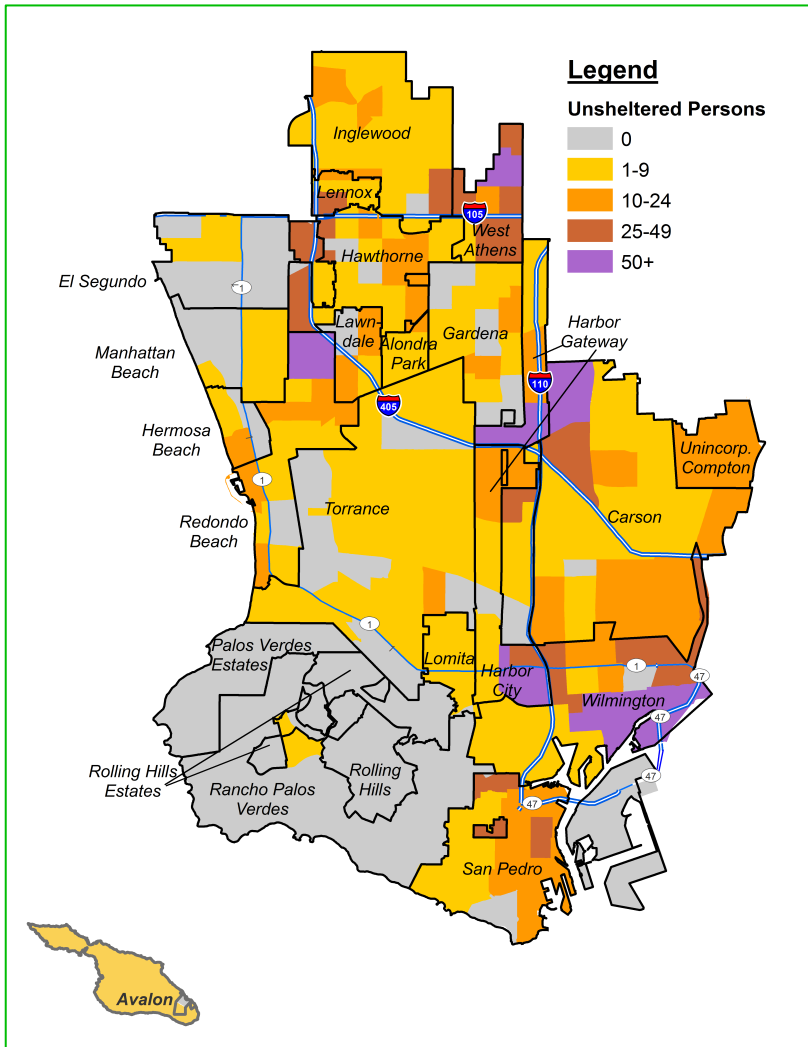 Legend
Unsheltered Persons
0
1-9
10-24
25-49
50+
Inglewood
Lennox
105
West
Athens
Hawthorne
El Segundo
1
Harbor
Gateway
Lawn-
dale
Alondra
Park
Gardena
Manhattan
Beach
110
405
Hermosa
Beach
Unincorp.
Compton
1
Redondo
Beach
Torrance
Carson
1
Palos Verdes
Estates
Lomita
Harbor
City
1
47
Wilmington
47
Rolling Hills
Estates
Rancho Palos
Verdes
Rolling
Hills
47
47
San Pedro
Avalon